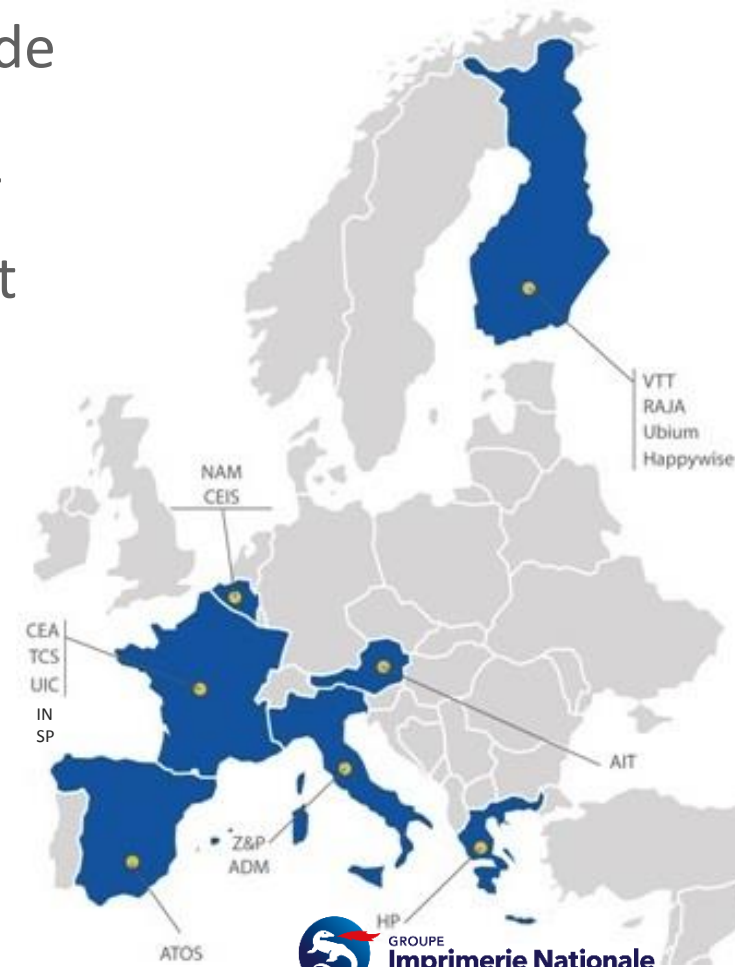 de
t
VTT
RAJA
Ubium
Happywise
NAM
CEIS
CEA
TCS
UIC
IN
SP
AIT
Z&P
ADM
HP
ATOS
GROUPE
Imprimerie Nationale